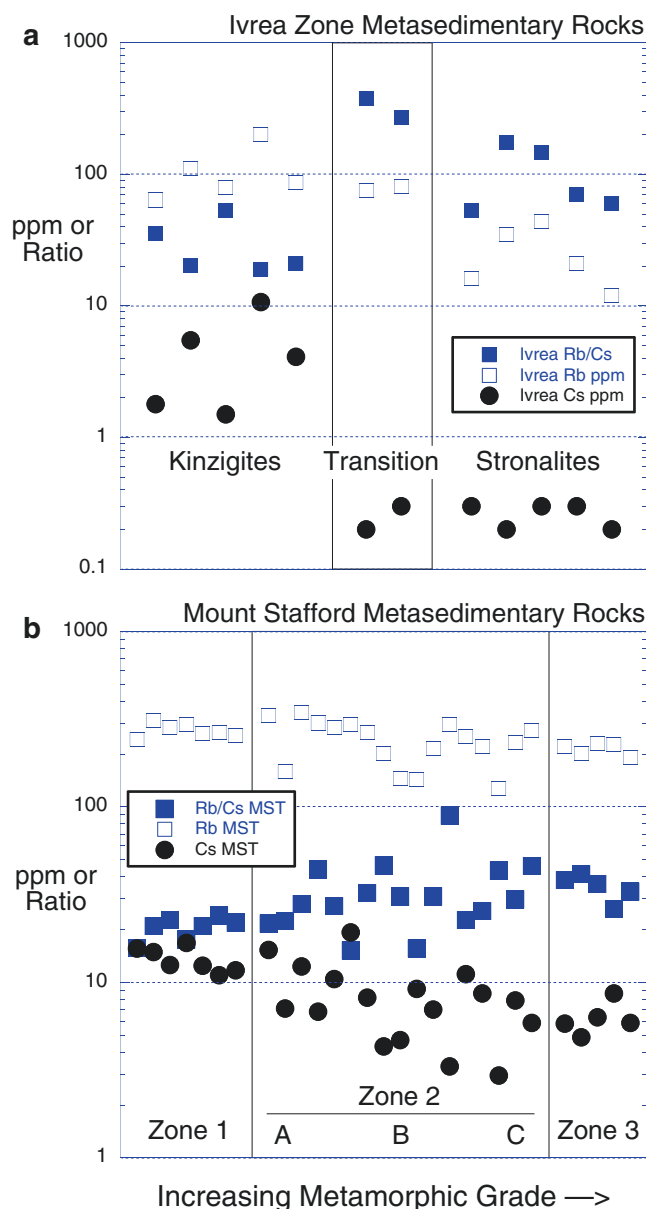 a Ivrea Zone Metasedimentary Rocks
1000
100
ppm or
Ratio
10
Ivrea Rb/Cs
Ivrea Rb ppm
Ivrea Cs ppm
1
Kinzigites Transition Stronalites
0.1
b Mount Stafford Metasedimentary Rocks
1000
Rb/Cs MST
Rb MST
Cs MST
100
ppm or
Ratio
10
Zone 2
Zone 1 A B C Zone 3
1
Increasing Metamorphic Grade —>